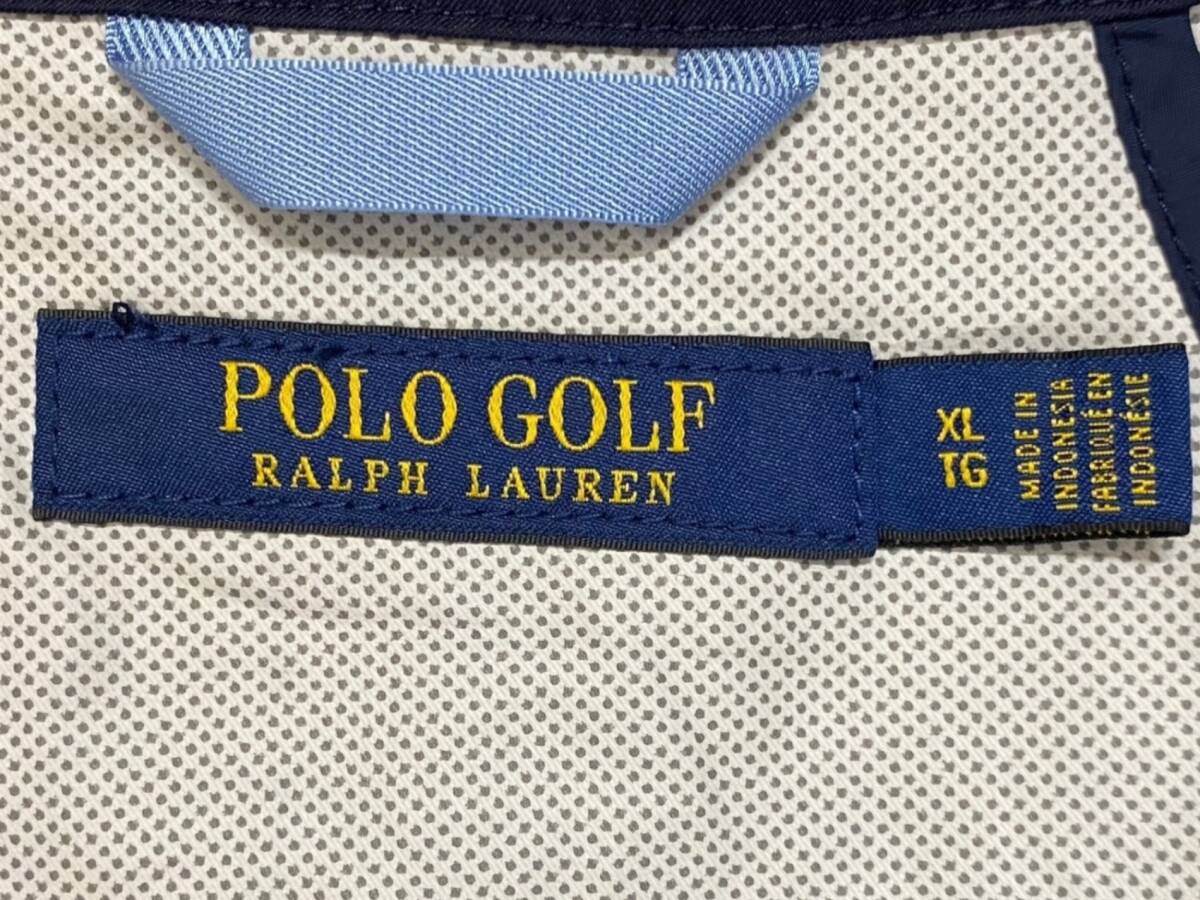 POLO GOLF
RALPH LAUREN
XL
TG
MADE IN
INDONESIA
FABRIQUÉ EN
INDONÉSIE